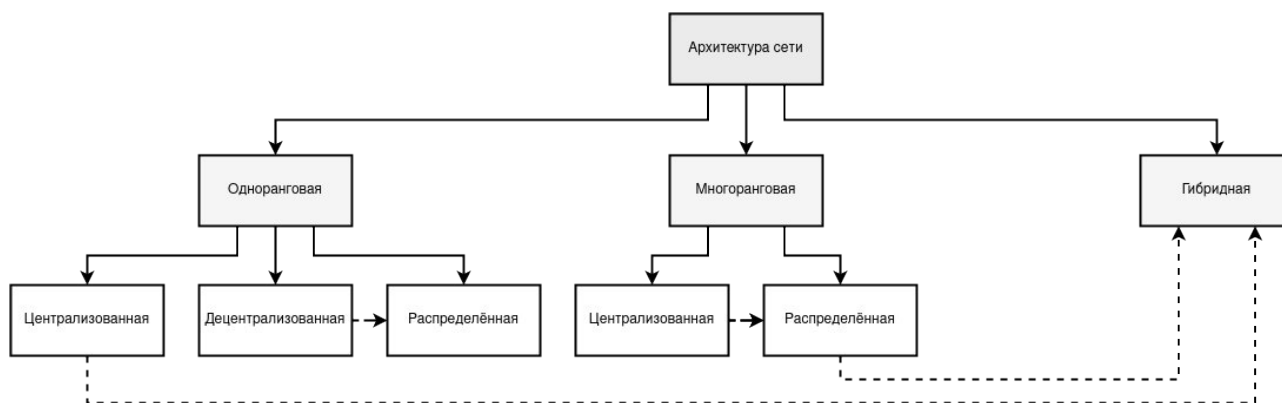 Архитектура сети
Одноранговая
Многоранговая
Гибридная
Централизованная
Децентрализованная
Распределённая
Централизованная
Распределённая